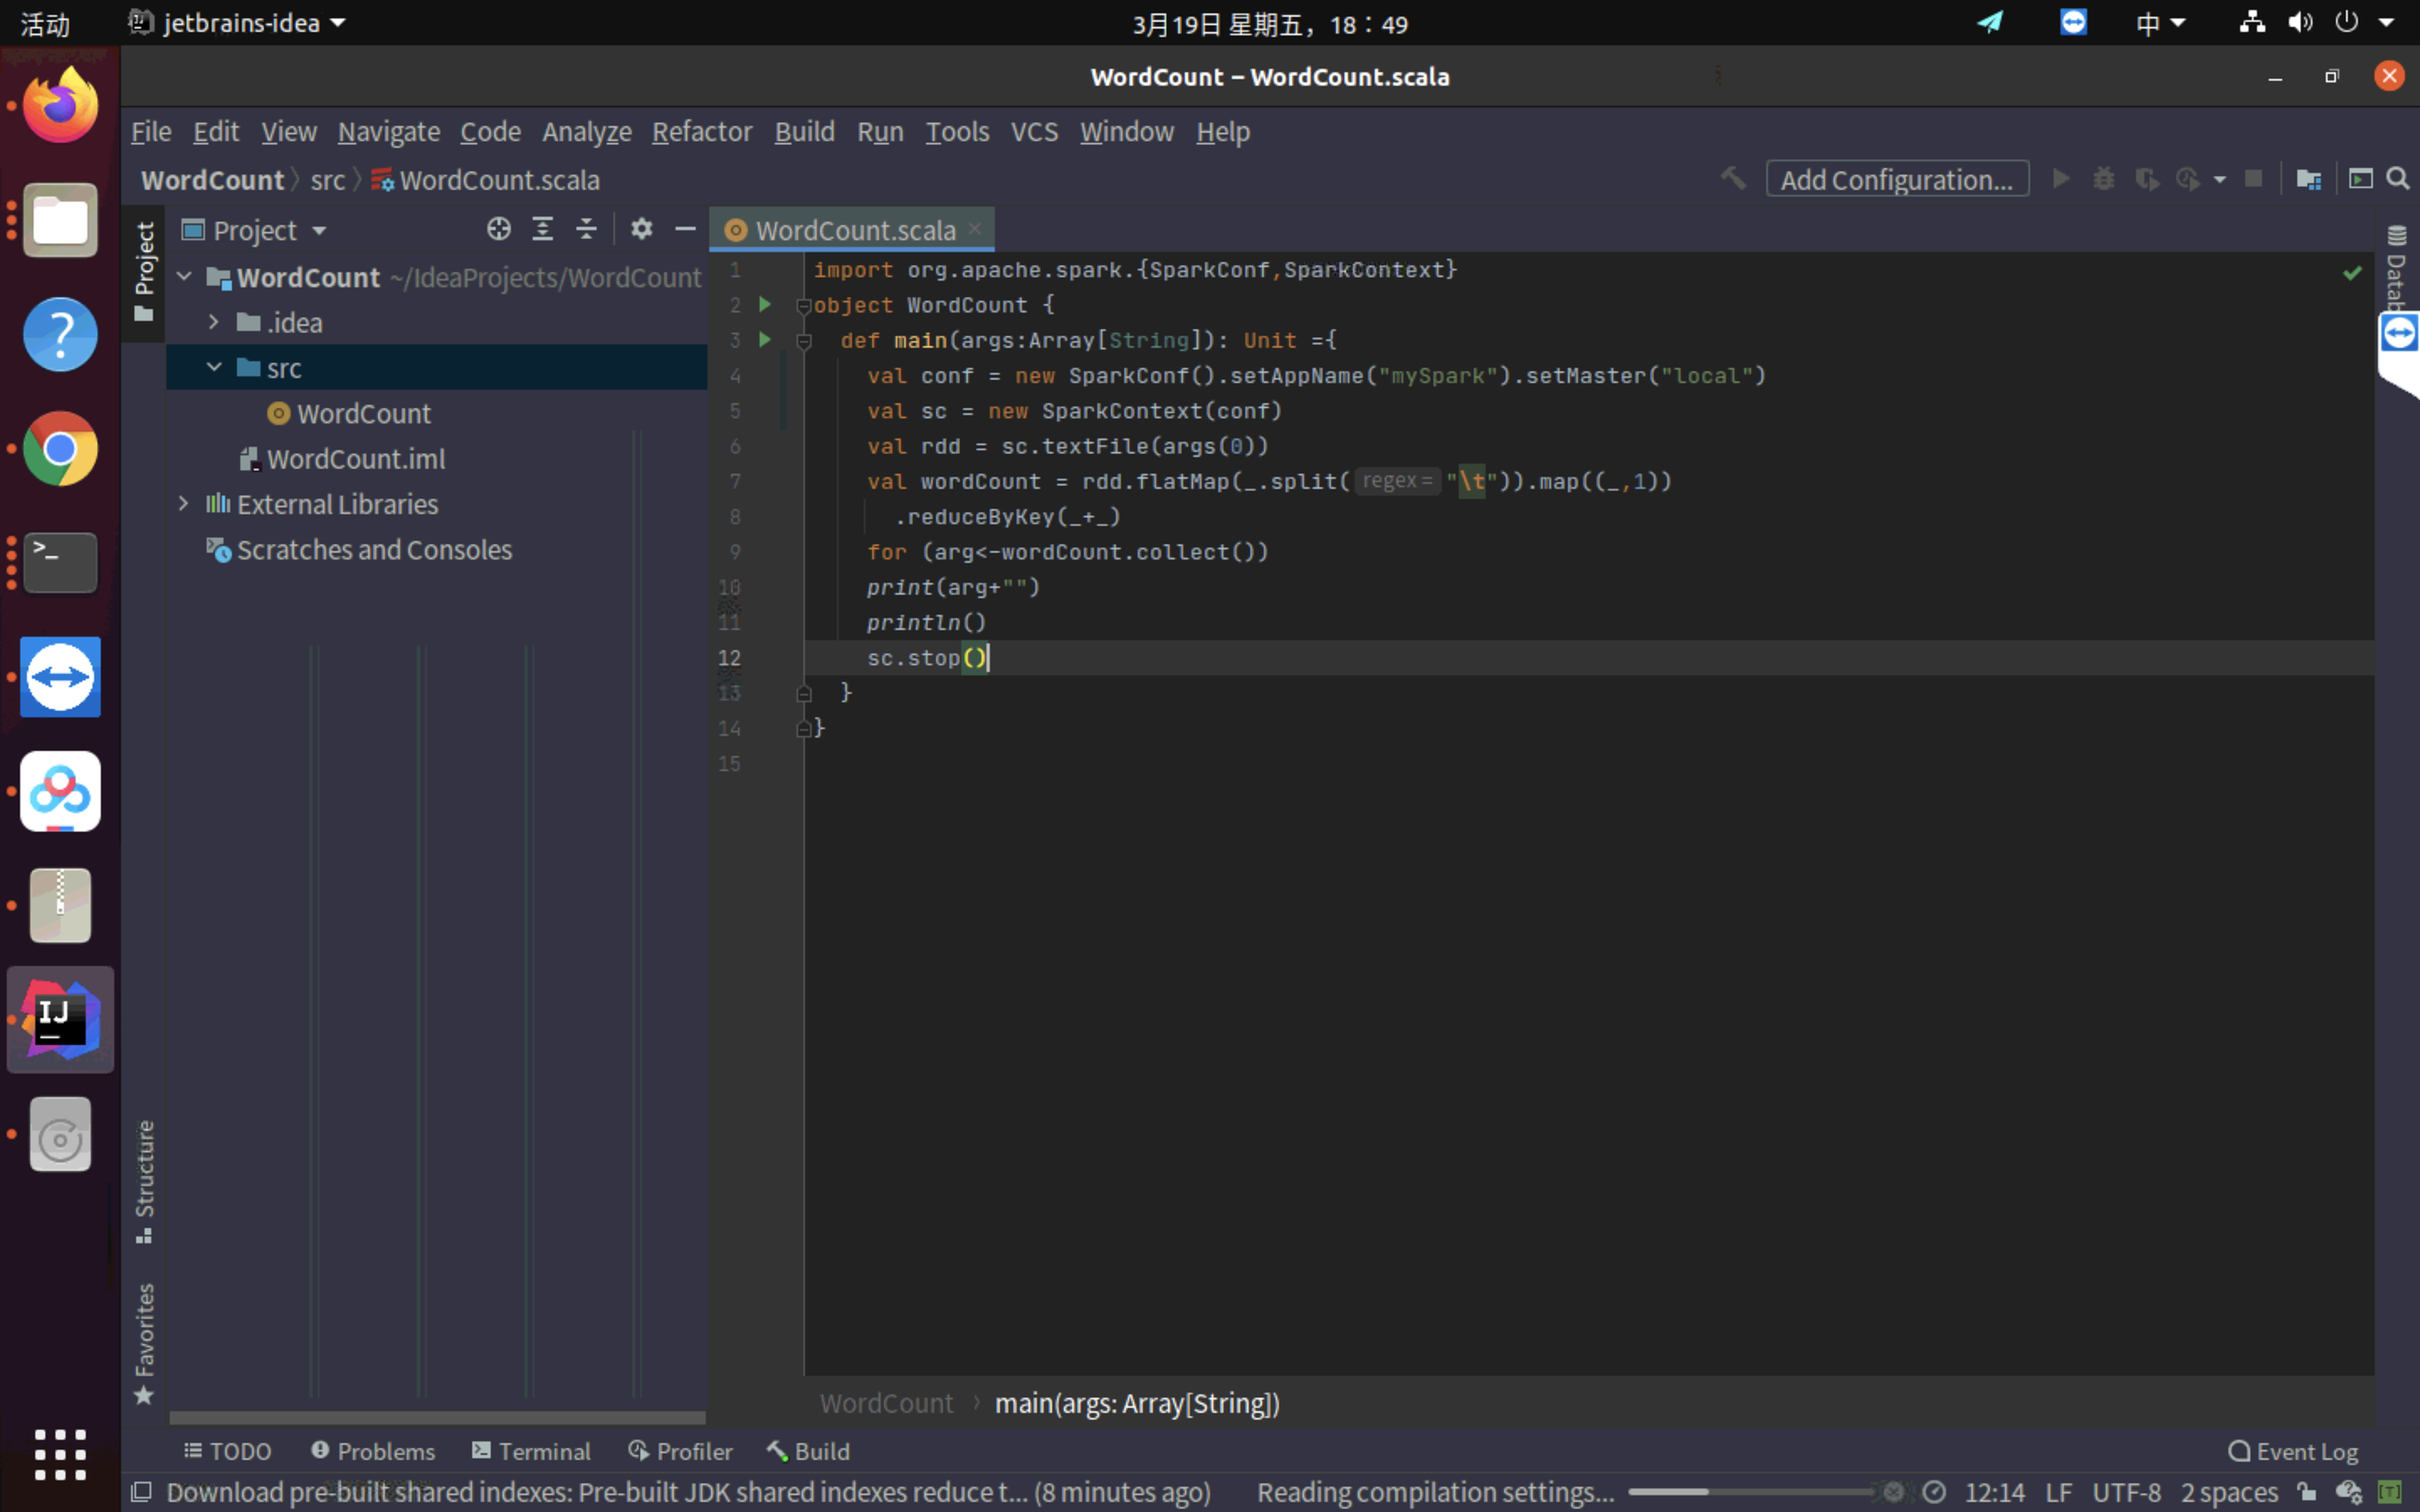 活动
jetbrains-idea
3月19日 星期五，18：49
中
WordCount – WordCount.scala
File Edit View Navigate Code Analyze Refactor Build Run Tools VCS Window Help
WordCount src WordCount.scala
Add Configuration...
Project
Project
WordCount.scala
WordCount ~/IdeaProjects/WordCount
.idea
src
WordCount
WordCount.iml
External Libraries
Scratches and Consoles
1 import org.apache.spark.{SparkConf,SparkContext}
2 object WordCount {
3 def main(args:Array[String]): Unit ={
4 val conf = new SparkConf().setAppName("mySpark").setMaster("local")
5 val sc = new SparkContext(conf)
6 val rdd = sc.textFile(args(0))
7 val wordCount = rdd.flatMap(_.split( regex = "\t")).map((_,1))
8 .reduceByKey(_+_)
9 for (arg<-wordCount.collect())
10 print(arg+"")
11 println()
12 sc.stop()
13 }
14 }
15
Structure
Favorites
IJ
WordCount main(args: Array[String])
TODO Problems Terminal Profiler Build
Event Log
Download pre-built shared indexes: Pre-built JDK shared indexes reduce t... (8 minutes ago)
Reading compilation settings...
12:14 LF UTF-8 2 spaces